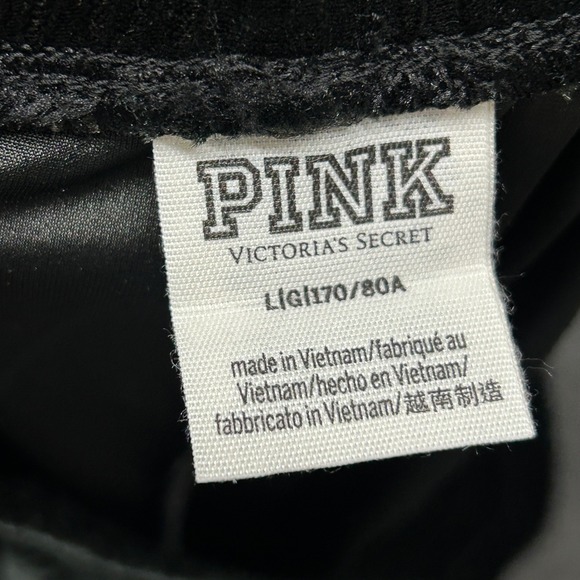 PINK
VICTORIA'S SECRET
L|G|170/80A
made in Vietnam/fabriqué au
Vietnam/hecho en Vietnam/
fabbricato in Vietnam/越南制造